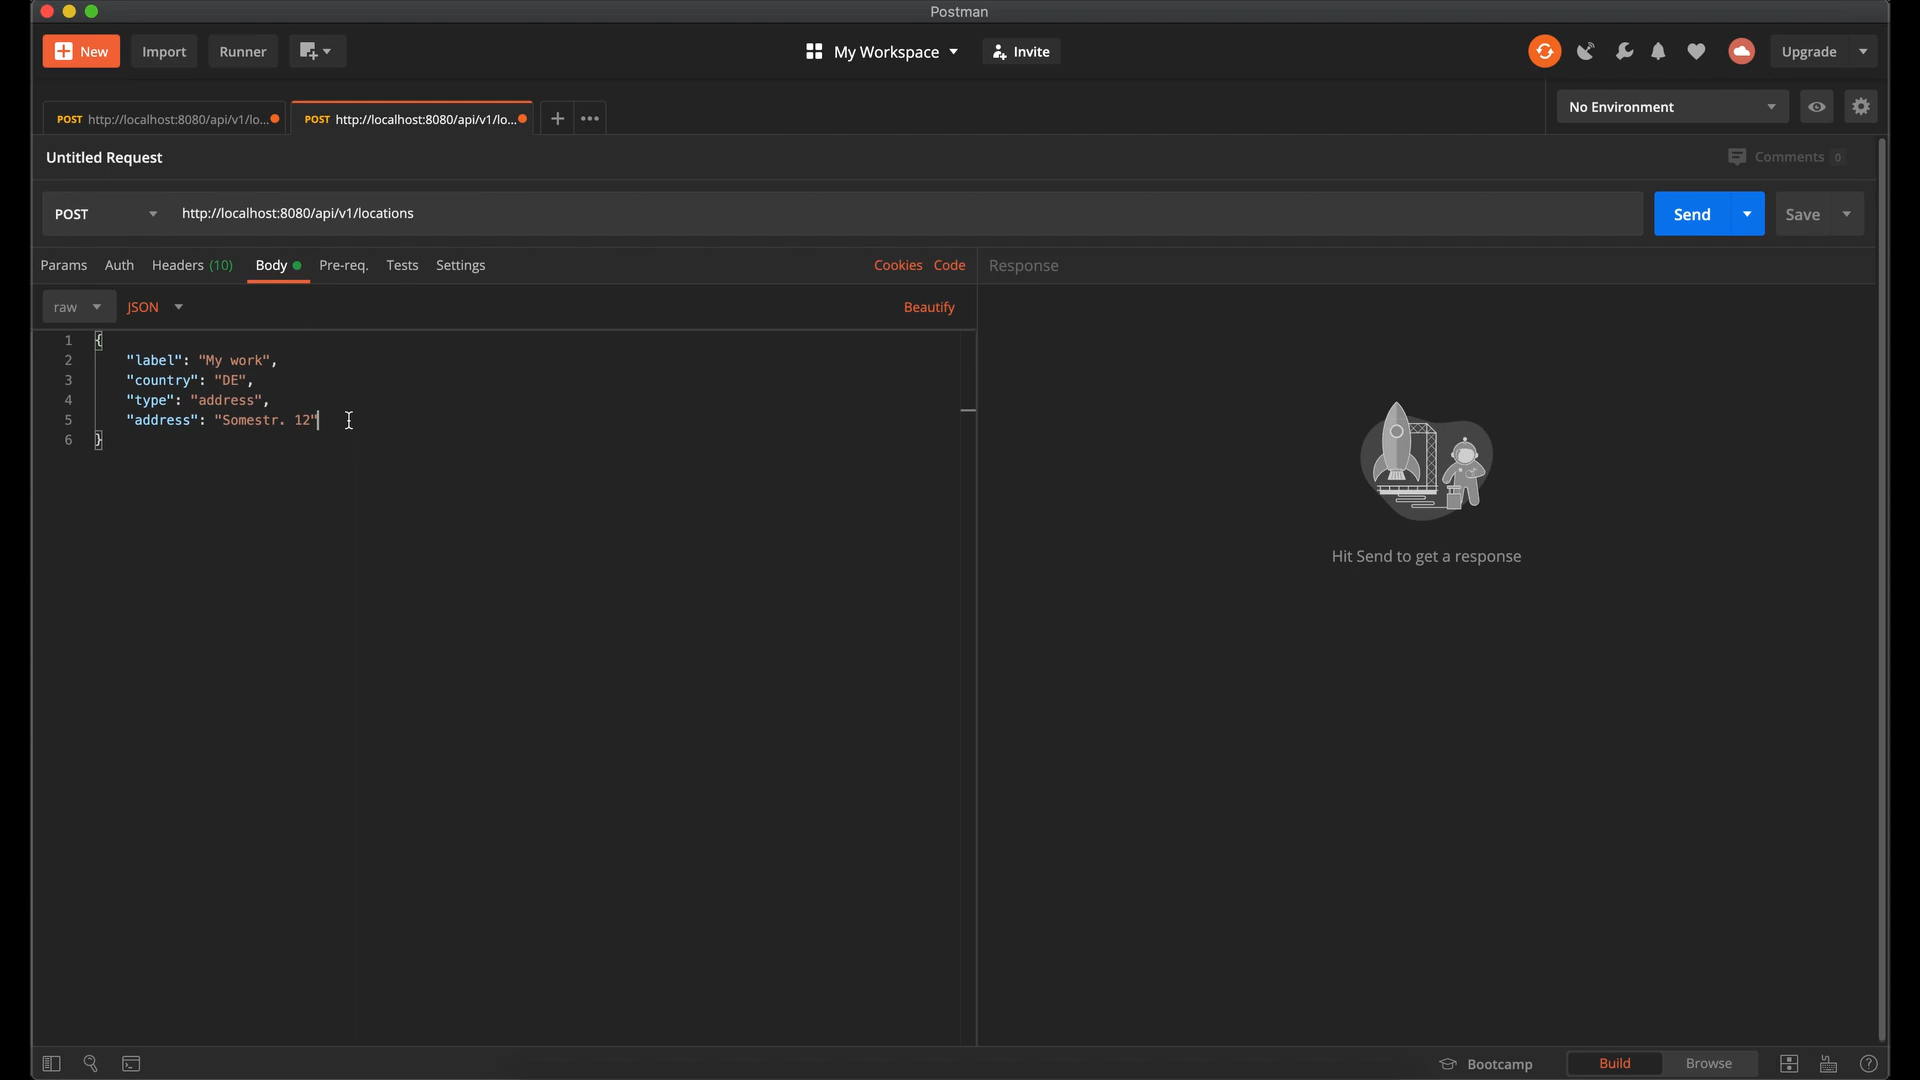 Postman
New Import Runner My Workspace Invite Upgrade
POST http://localhost:8080/api/v1/lo... POST http://localhost:8080/api/v1/lo... No Environment
Untitled Request Comments 0
POST http://localhost:8080/api/v1/locations Send Save
Params Auth Headers (10) Body Pre-req. Tests Settings Cookies Code Response
raw JSON Beautify
1 {
2 "label": "My work",
3 "country": "DE",
4 "type": "address",
5 "address": "Somestr. 12"
6 }
Hit Send to get a response
Bootcamp Build Browse